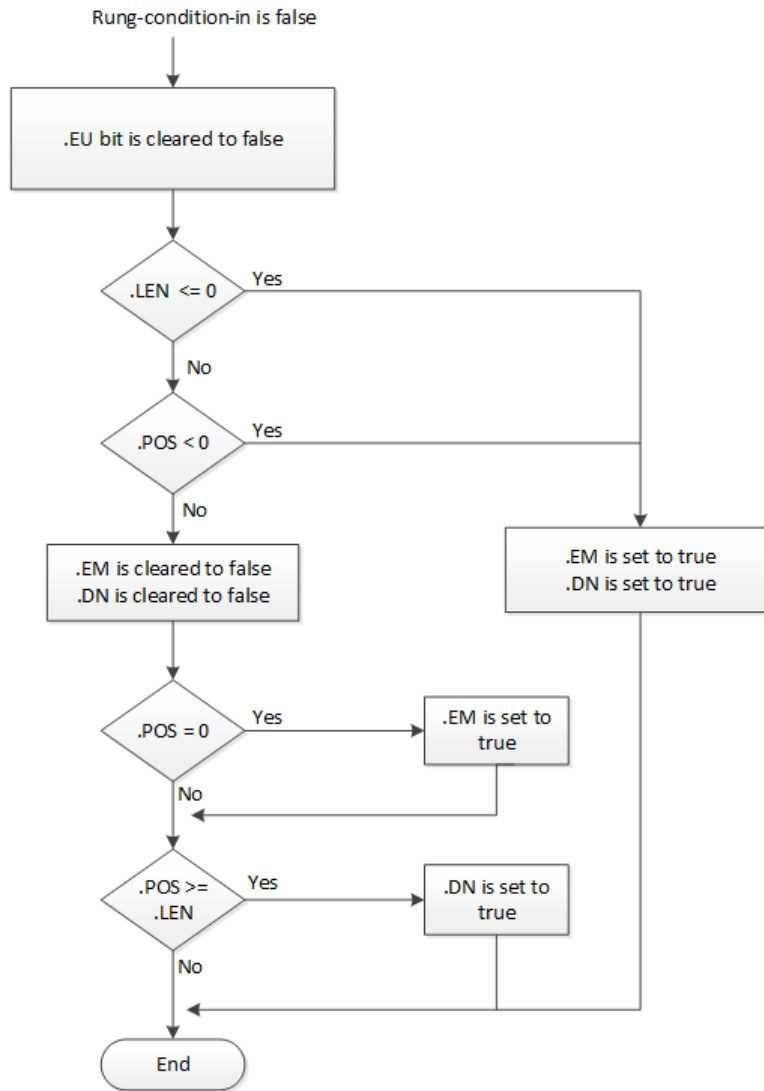 Rung-condition-in is false
.EU bit is cleared to false
.LEN <= 0
Yes
No
.POS < 0
Yes
No
.EM is cleared to false
.DN is cleared to false
.EM is set to true
.DN is set to true
.POS = 0
Yes
.EM is set to
true
No
.POS >=
.LEN
Yes
.DN is set to
true
No
End